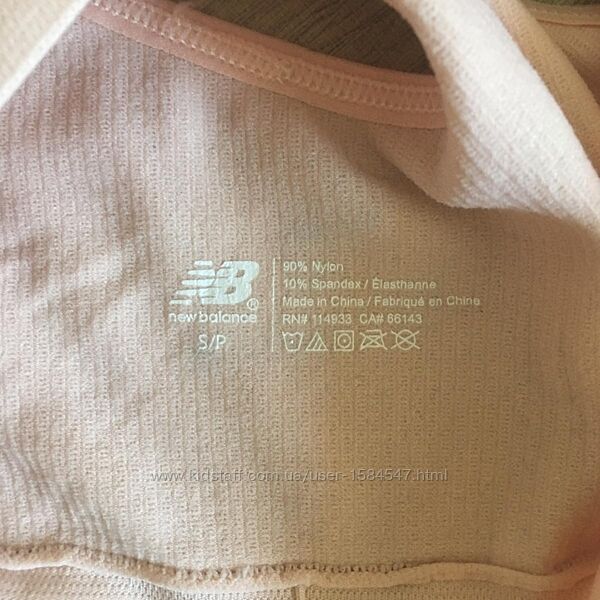 NB
new balance
S/P
90% Nylon
10% Spandex / Élasthanne
Made in China / Fabriqué en Chine
RN# 114933 CA# 66143
www.kidstaff.com.ua/user-1584547.html